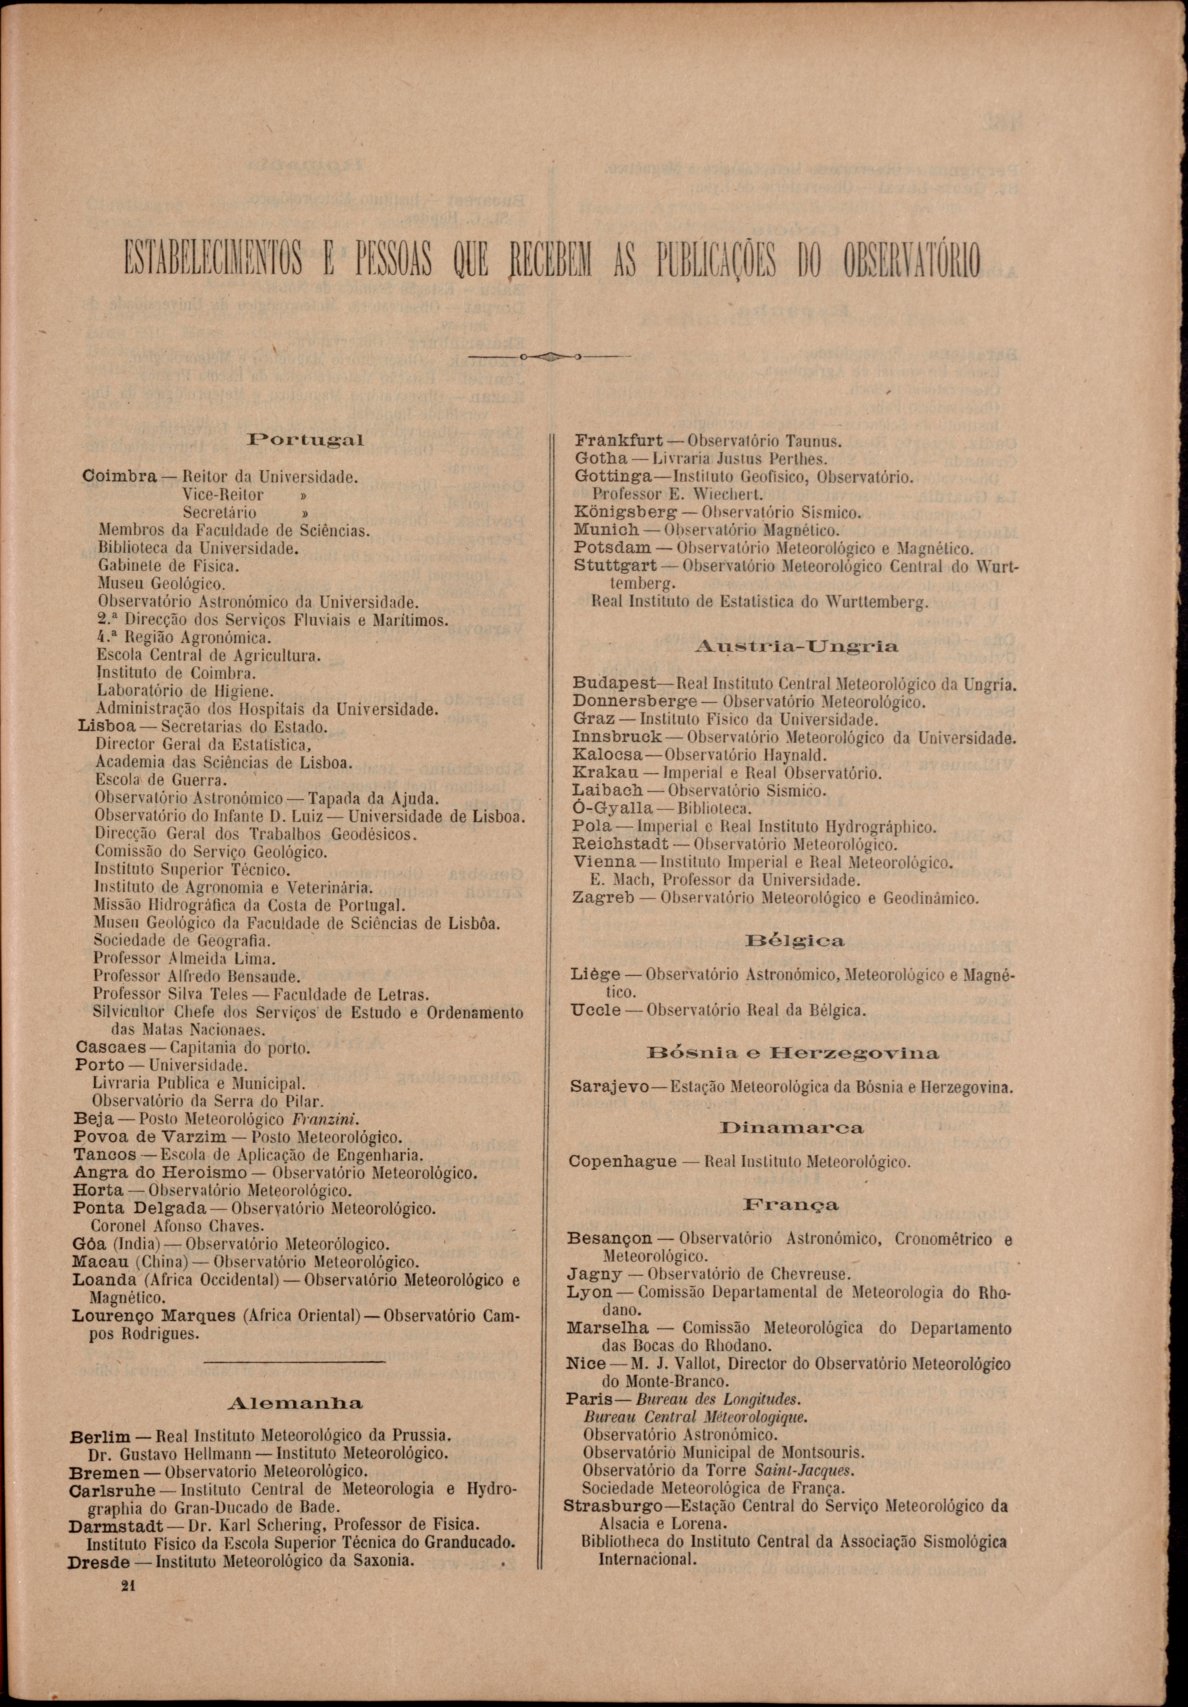 ESTABELECIMENTOS E PESSOAS QUE RECEBEM AS PUBLICAÇÕES DO OBSERVATÓRIO
Portugal
Coimbra — Reitor da Universidade.
Vice-Reitor »
Secretário »
Membros da Faculdade de Sciências.
Biblioteca da Universidade.
Gabinete de Fisica.
Museu Geológico.
Observatório Astronómico da Universidade.
2.ª Direcção dos Serviços Fluviais e Marítimos.
4.ª Região Agronómica.
Escola Central de Agricultura.
Instituto de Coimbra.
Laboratório de Higiene.
Administração dos Hospitais da Universidade.
Lisboa — Secretarias do Estado.
Director Geral da Estatistica,
Academia das Sciências de Lisboa.
Escola de Guerra.
Observatório Astronómico — Tapada da Ajuda.
Observatório do Infante D. Luiz — Universidade de Lisboa.
Direcção Geral dos Trabalhos Geodésicos.
Comissão do Serviço Geológico.
Instituto Superior Técnico.
Instituto de Agronomia e Veterinária.
Missão Hidrográfica da Costa de Portugal.
Museu Geológico da Faculdade de Sciências de Lisbôa.
Sociedade de Geografia.
Professor Almeida Lima.
Professor Alfredo Bensaude.
Professor Silva Teles — Faculdade de Letras.
Silvicultor Chefe dos Serviços de Estudo e Ordenamento
das Matas Nacionaes.
Cascaes — Capitania do porto.
Porto — Universidade.
Livraria Publica e Municipal.
Observatório da Serra do Pilar.
Beja — Posto Meteorológico Franzini.
Povoa de Varzim — Posto Meteorológico.
Tancos — Escola de Aplicação de Engenharia.
Angra do Heroismo — Observatório Meteorológico.
Horta — Observatório Meteorológico.
Ponta Delgada — Observatório Meteorológico.
Coronel Afonso Chaves.
Gôa (India) — Observatório Meteorólogico.
Macau (China) — Observatório Meteorológico.
Loanda (Africa Occidental) — Observatório Meteorológico e
Magnético.
Lourenço Marques (Africa Oriental) — Observatório Cam-
pos Rodrigues.
Alemanha
Berlim — Real Instituto Meteorológico da Prussia.
Dr. Gustavo Hellmann — Instituto Meteorológico.
Bremen — Observatorio Meteorológico.
Carlsruhe — Instituto Central de Meteorologia e Hydro-
graphia do Gran-Ducado de Bade.
Darmstadt — Dr. Karl Schering, Professor de Fisica.
Instituto Físico da Escola Superior Técnica do Granducado.
Dresde — Instituto Meteorológico da Saxonia.
21
Frankfurt — Observatório Taunus.
Gotha — Livraria Justus Perthes.
Gottinga — Instituto Geofisico, Observatório.
Professor E. Wiechert.
Königsberg — Observatório Sísmico.
Munich — Observatório Magnético.
Potsdam — Observatório Meteorológico e Magnético.
Stuttgart — Observatório Meteorológico Central do Wurt-
temberg.
Real Instituto de Estatistica do Wurttemberg.
Austria-Ungria
Budapest — Real Instituto Central Meteorológico da Ungria.
Donnersberge — Observatório Meteorológico.
Graz — Instituto Físico da Universidade.
Innsbruck — Observatório Meteorológico da Universidade.
Kalocsa — Observatório Haynald.
Krakau — Imperial e Real Observatório.
Laibach — Observatório Sismico.
Ó-Gyalla — Biblioteca.
Pola — Imperial e Real Instituto Hydrográphico.
Reichstadt — Observatório Meteorológico.
Vienna — Instituto Imperial e Real Meteorológico.
E. Mach, Professor da Universidade.
Zagreb — Observatório Meteorológico e Geodinâmico.
Bélgica
Liège — Observatório Astronómico, Meteorológico e Magné-
tico.
Uccle — Observatório Real da Bélgica.
Bósnia e Herzegovina
Sarajevo — Estação Meteorológica da Bósnia e Herzegovina.
Dinamarca
Copenhague — Real Instituto Meteorológico.
França
Besançon — Observatório Astronómico, Cronométrico e
Meteorológico.
Jagny — Observatório de Chevreuse.
Lyon — Comissão Departamental de Meteorologia do Rho-
dano.
Marselha — Comissão Meteorológica do Departamento
das Bocas do Rhodano.
Nice — M. J. Vallot, Director do Observatório Meteorológico
do Monte-Branco.
Paris — Bureau des Longitudes.
Bureau Central Méteorologique.
Observatório Astronómico.
Observatório Municipal de Montsouris.
Observatório da Torre Saint-Jacques.
Sociedade Meteorológica de França.
Strasburgo — Estação Central do Serviço Meteorológico da
Alsacia e Lorena.
Bibliotheca do Instituto Central da Associação Sismológica
Internacional.